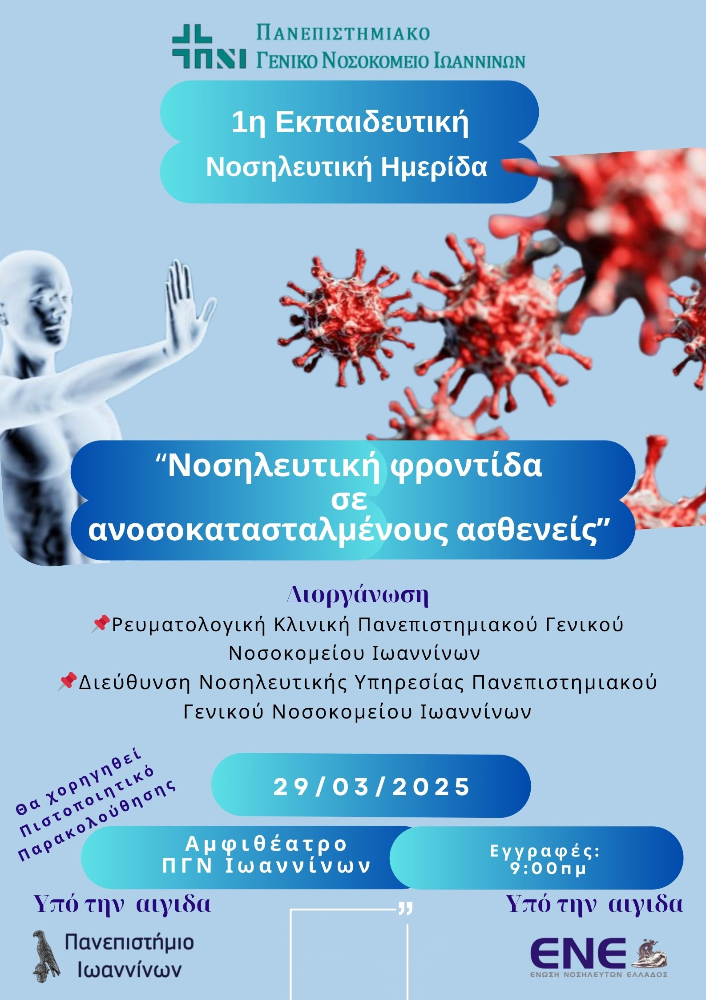 ΠΑΝΕΠΙΣΤΗΜΙΑΚΟ
ΓΕΝΙΚΟ ΝΟΣΟΚΟΜΕΙΟ ΙΩΑΝΝΙΝΩΝ
1η Εκπαιδευτική
Νοσηλευτική Ημερίδα
“Νοσηλευτική φροντίδα
σε
ανοσοκατασταλμένους ασθενείς”
Διοργάνωση
📌Ρευματολογική Κλινική Πανεπιστημιακού Γενικού
Νοσοκομείου Ιωαννίνων
📌Διεύθυνση Νοσηλευτικής Υπηρεσίας Πανεπιστημιακού
Γενικού Νοσοκομείου Ιωαννίνων
Θα χορηγηθεί
Πιστοποιητικό
Παρακολούθησης
29/03/2025
Αμφιθέατρο
ΠΓΝ Ιωαννίνων
Εγγραφές:
9:00πμ
Υπό την αιγιδα
Πανεπιστήμιο
Ιωαννίνων
Υπό την αιγιδα
ΕΝΕ
ΕΝΩΣΗ ΝΟΣΗΛΕΥΤΩΝ ΕΛΛΑΔΟΣ